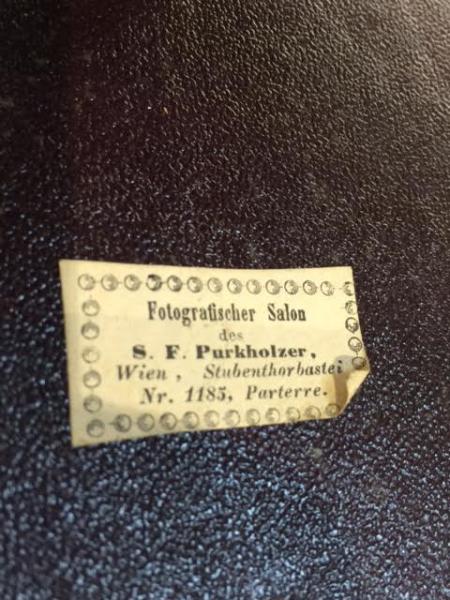 Fotografischer Salon
des
S. F. Purkholzer,
Wien, Stubenthorbastei
Nr. 1185, Parterre.